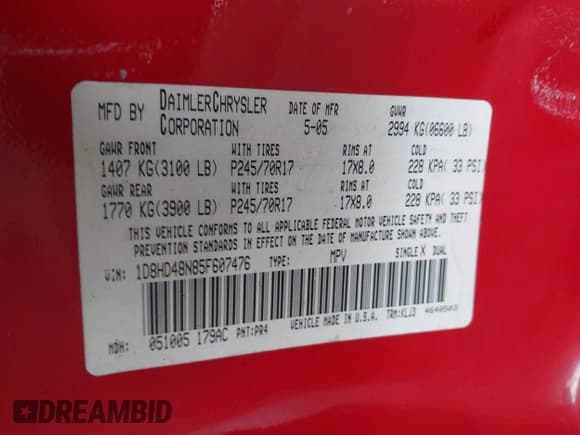 MFD BY DAIMLERCHRYSLER CORPORATION DATE OF MFR 5-05 GVWR 2994 KG(06600 LB)
GAWR FRONT WITH TIRES RIMS AT COLD
1407 KG(3100 LB) P245/70R17 17X8.0 228 KPA( 33 PSI)
GAWR REAR WITH TIRES RIMS AT COLD
1770 KG(3900 LB) P245/70R17 17X8.0 228 KPA( 33 PSI)
THIS VEHICLE CONFORMS TO ALL APPLICABLE FEDERAL MOTOR VEHICLE SAFETY AND THEFT
PREVENTION STANDARDS IN EFFECT ON THE DATE OF MANUFACTURE SHOWN ABOVE.
VIN: 1D8HD48N85F607476 TYPE: MPV SINGLE X DUAL
MDH: 051005 179AC PNT:PR4 VEHICLE MADE IN U.S.A. TRM:KLJ3 4648503
DREAMBID